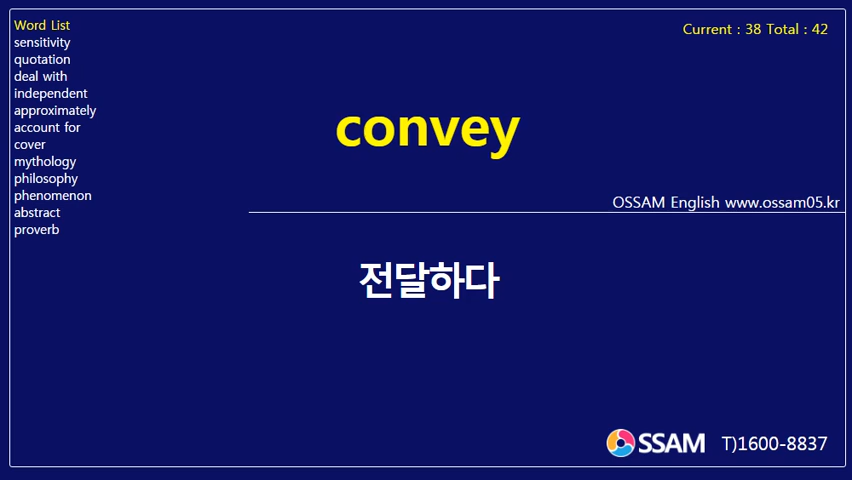 Word List
sensitivity
quotation
deal with
independent
approximately
account for
cover
mythology
philosophy
phenomenon
abstract
proverb
Current : 38 Total : 42
convey
OSSAM English www.ossam05.kr
전달하다
OSSAM T)1600-8837